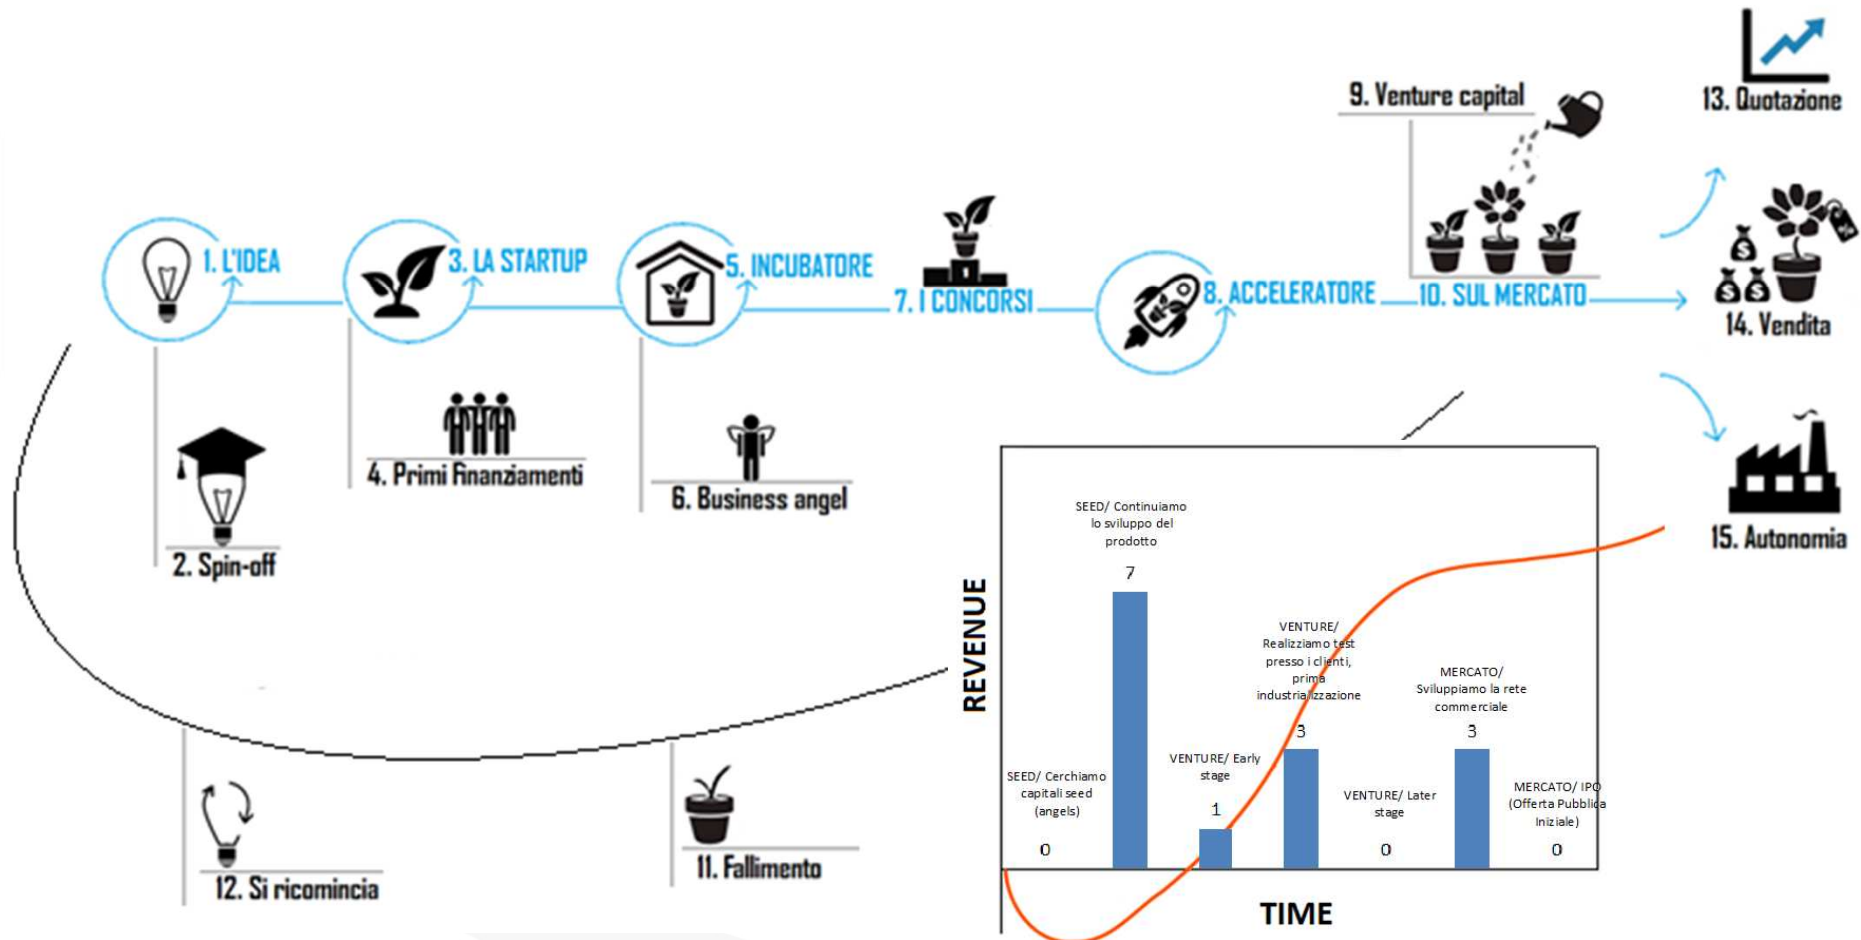 1. L'IDEA
2. Spin-off
3. LA STARTUP
4. Primi Finanziamenti
5. INCUBATORE
6. Business angel
7. I CONCORSI
8. ACCELERATORE
9. Venture capital
10. SUL MERCATO
13. Quotazione
14. Vendita
15. Autonomia
11. Fallimento
12. Si ricomincia
REVENUE
SEED/ Cerchiamo
capitali seed
(angels)
0
SEED/ Continuiamo
lo sviluppo del
prodotto
7
VENTURE/ Early
stage
1
VENTURE/
Realizziamo test
presso i clienti,
prima
industrializzazione
3
VENTURE/ Later
stage
0
MERCATO/
Sviluppiamo la rete
commerciale
3
MERCATO/ IPO
(Offerta Pubblica
Iniziale)
0
TIME
1
$
$
$
%